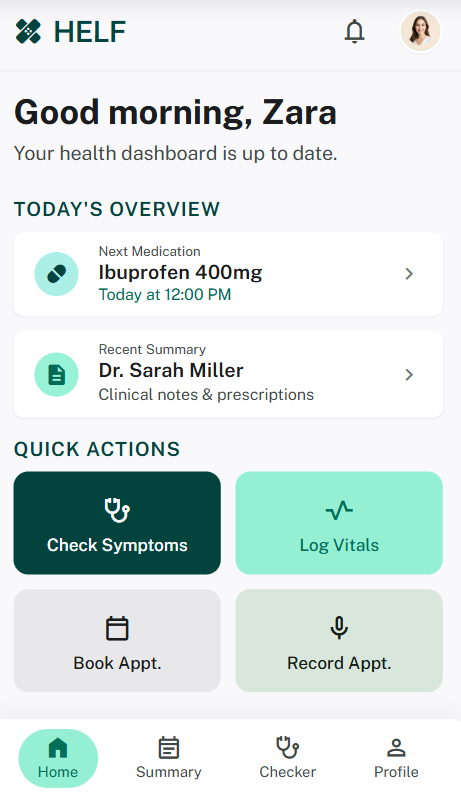 HELF
Good morning, Zara
Your health dashboard is up to date.
TODAY'S OVERVIEW
Next Medication
Ibuprofen 400mg
Today at 12:00 PM
Recent Summary
Dr. Sarah Miller
Clinical notes & prescriptions
QUICK ACTIONS
Check Symptoms
Log Vitals
Book Appt.
Record Appt.
Home
Summary
Checker
Profile